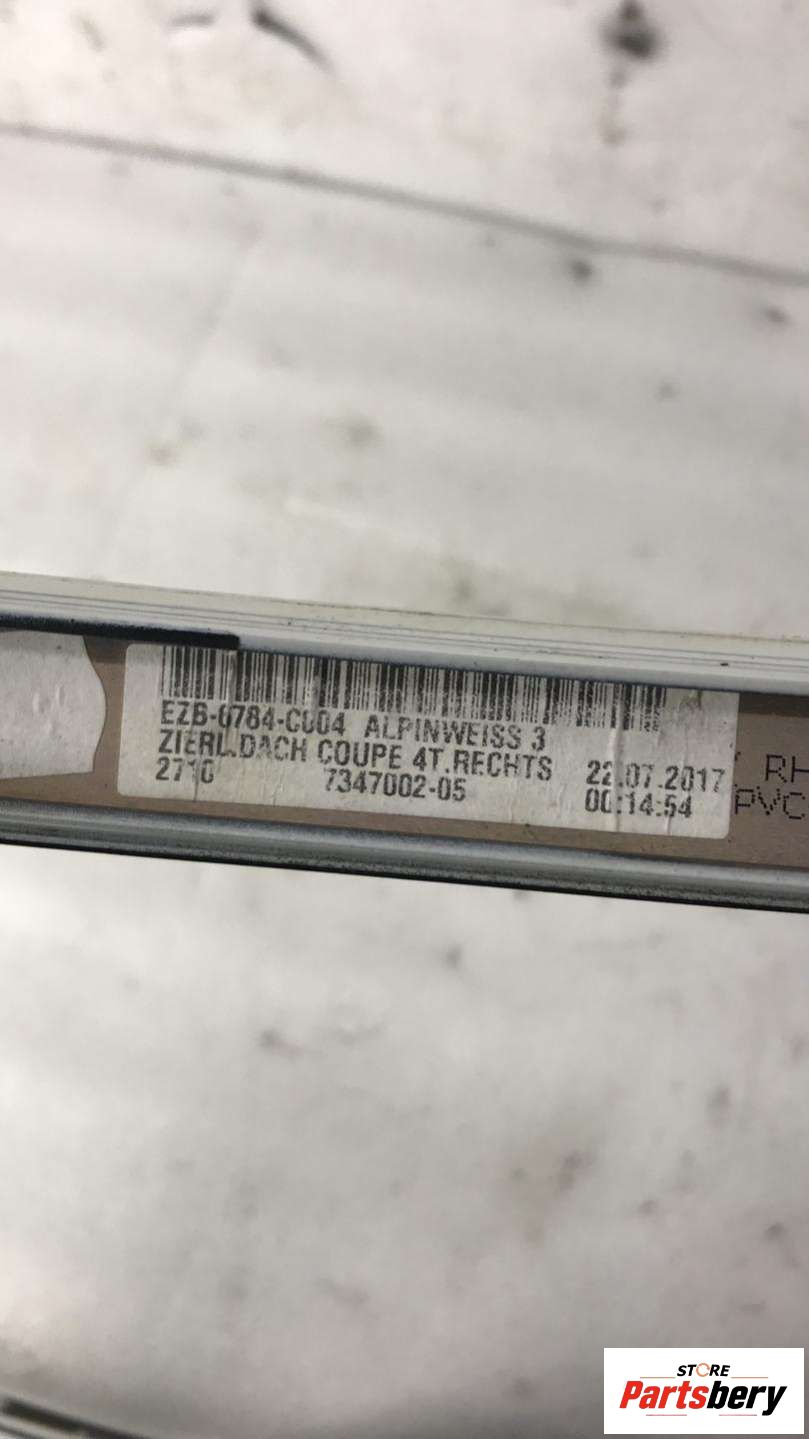 EZB-0784-C004 ALPINWEISS 3
ZIERL.DACH COUPE 4T.RECHTS 22.07.2017
2710 7347002-05 00:14:54
RH
PVC
STORE
Partsbery